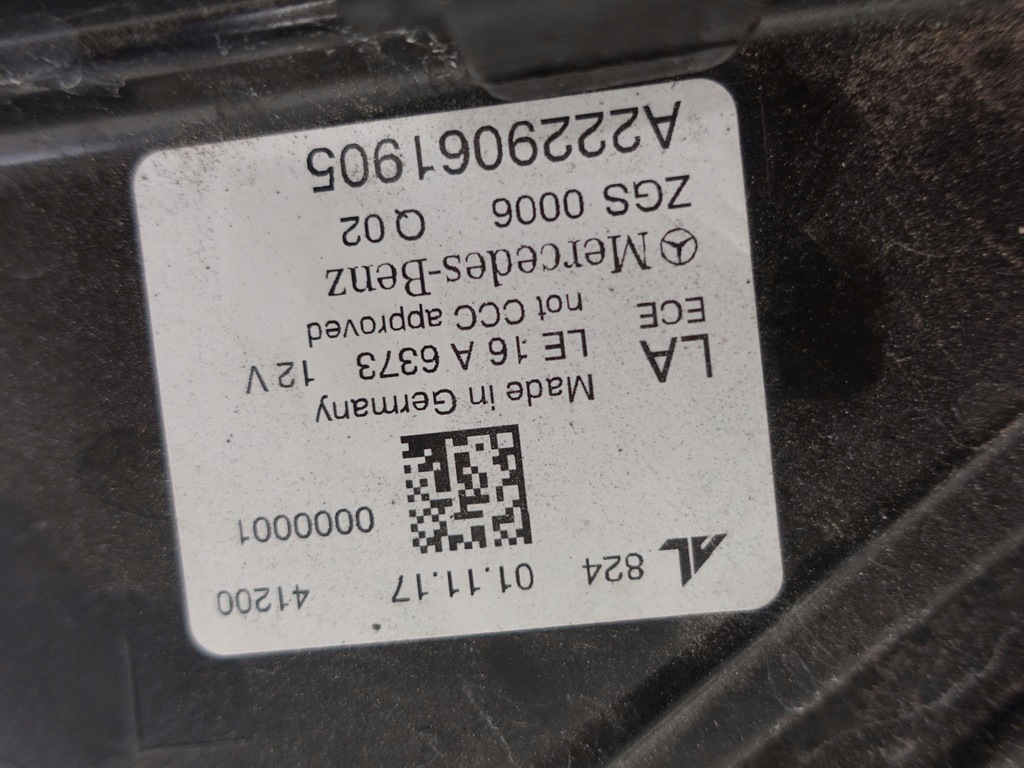 AL 824 01.11.17 41200
0000001
Made in Germany
LA LE 16 A 6373 12 V
ECE not CCC approved
Mercedes-Benz
ZGS 0006 Q 02
A2229061905